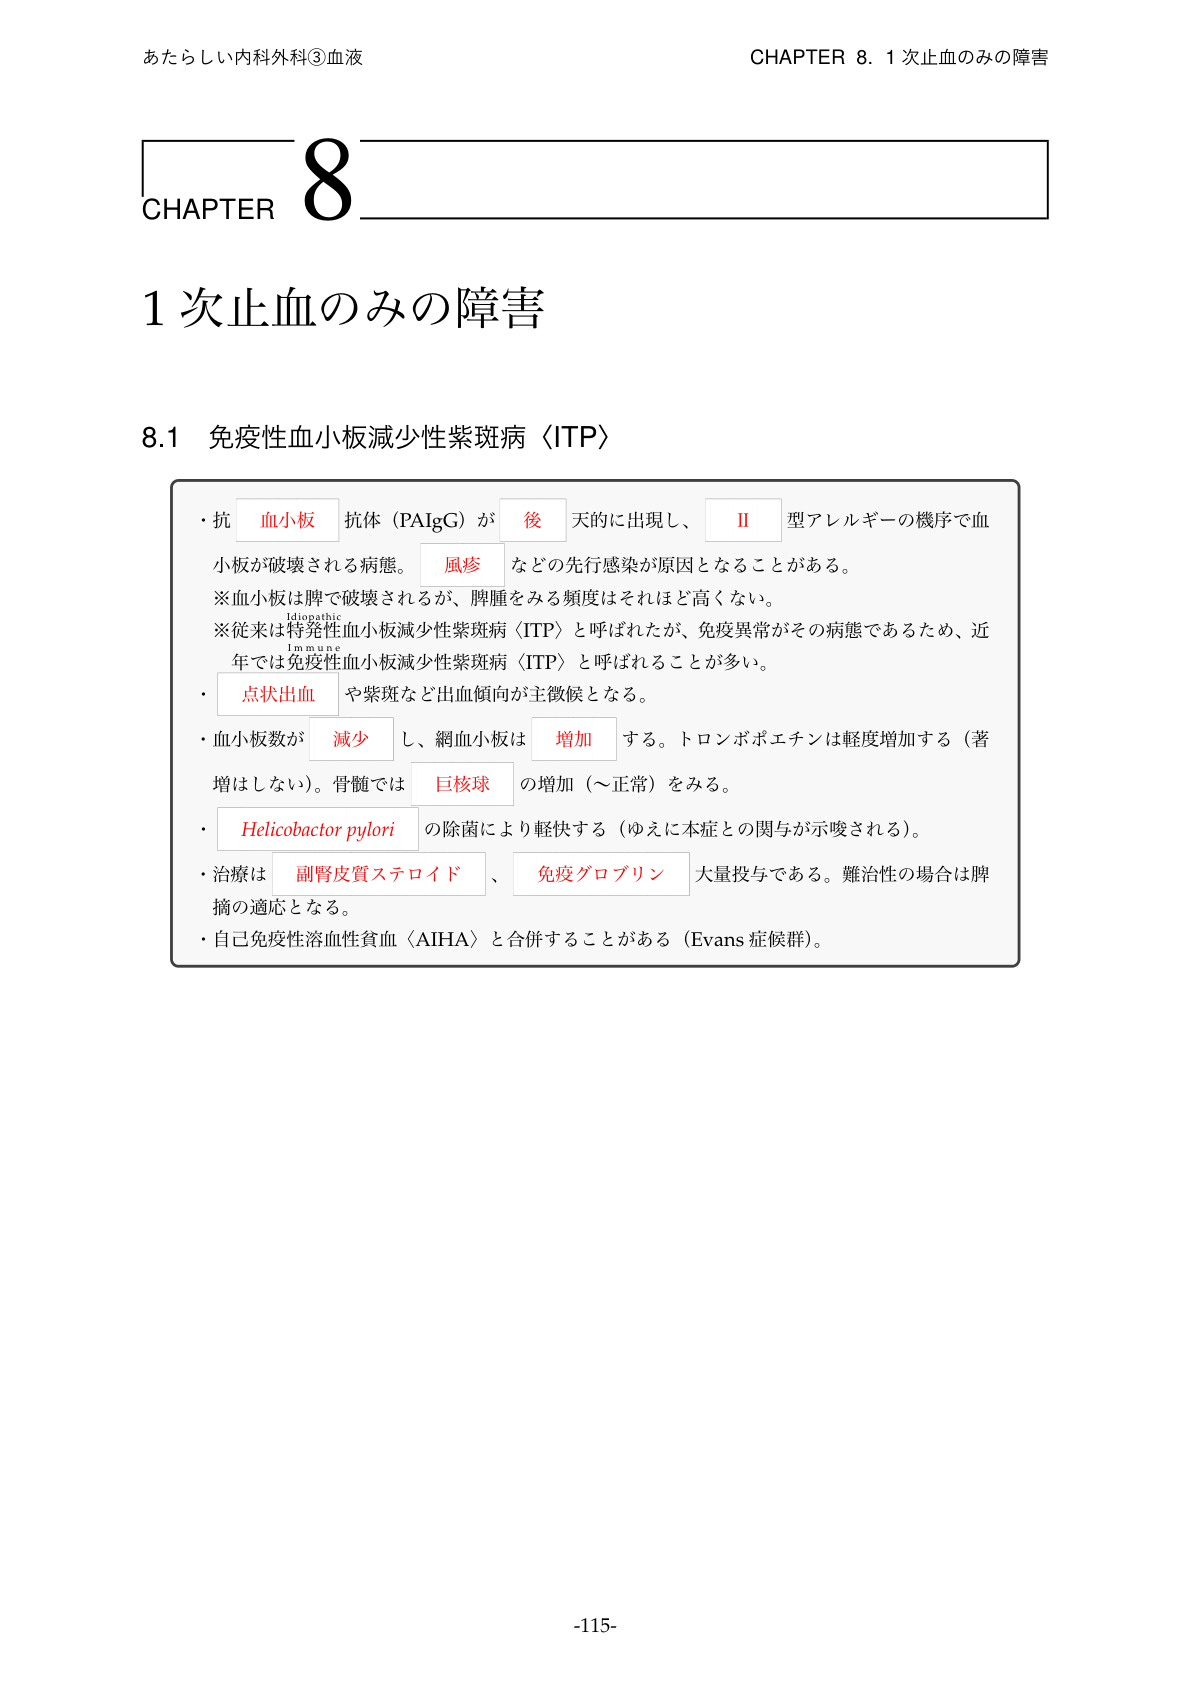 あたらしい内科外科③血液
CHAPTER 8. 1 次止血のみの障害
CHAPTER 8
1 次止血のみの障害
8.1 免疫性血小板減少性紫斑病〈ITP〉
・抗 血小板 抗体（PAIgG）が 後 天的に出現し、 II 型アレルギーの機序で血
小板が破壊される病態。 風疹 などの先行感染が原因となることがある。
※血小板は脾で破壊されるが、脾腫をみる頻度はそれほど高くない。
Idiopathic
※従来は特発性血小板減少性紫斑病〈ITP〉と呼ばれたが、免疫異常がその病態であるため、近
Immune
年では免疫性血小板減少性紫斑病〈ITP〉と呼ばれることが多い。
・ 点状出血 や紫斑など出血傾向が主徴候となる。
・血小板数が 減少 し、網血小板は 増加 する。トロンボポエチンは軽度増加する（著
増はしない）。骨髄では 巨核球 の増加（〜正常）をみる。
・ Helicobactor pylori の除菌により軽快する（ゆえに本症との関与が示唆される）。
・治療は 副腎皮質ステロイド 、 免疫グロブリン 大量投与である。難治性の場合は脾
摘の適応となる。
・自己免疫性溶血性貧血〈AIHA〉と合併することがある（Evans 症候群）。
-115-